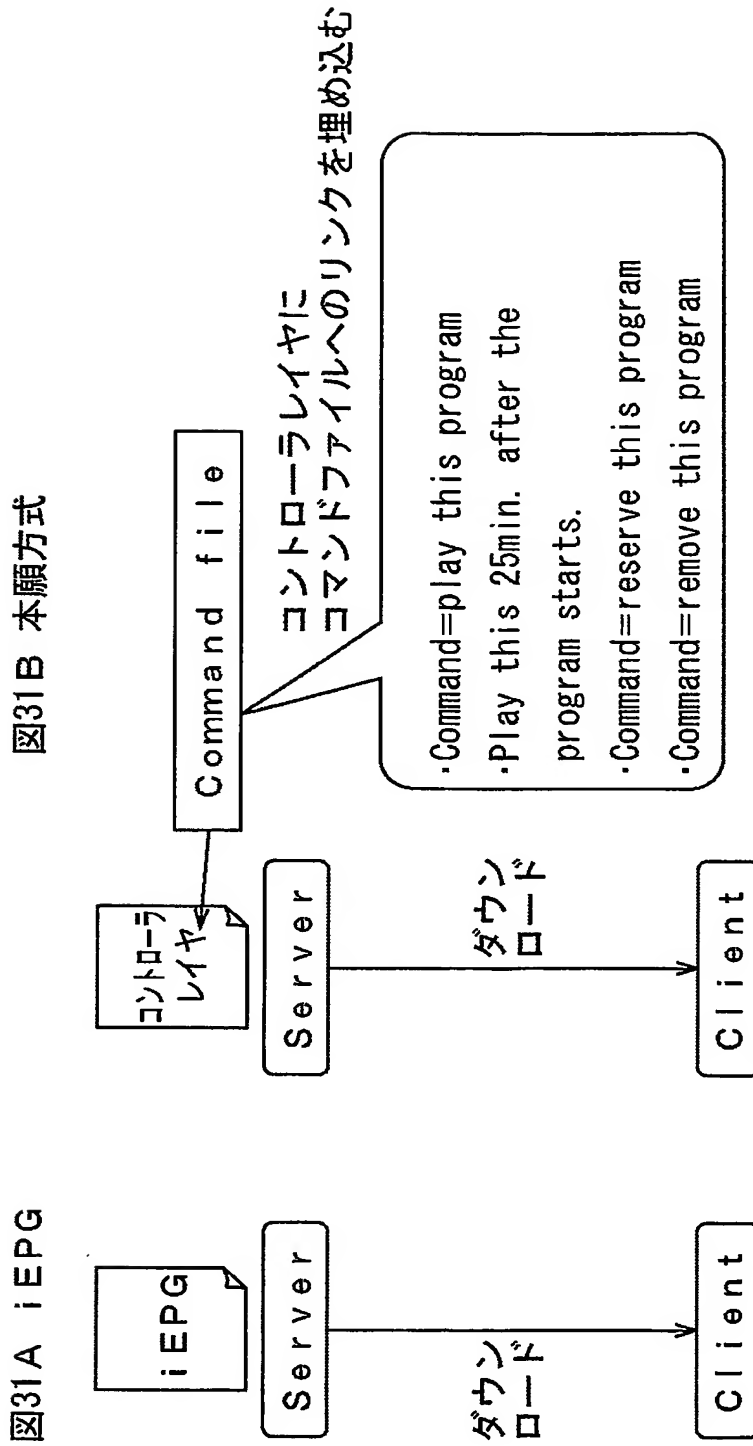 図31A iEPG
iEPG
Server
ダウン
ロード
Client
図31B 本願方式
コントローラ
レイヤ
Server
ダウン
ロード
Client
Command file
コントローラレイヤに
コマンドファイルへのリンクを埋め込む
・Command=play this program
・Play this 25min. after the
program starts.
・Command=reserve this program
・Command=remove this program